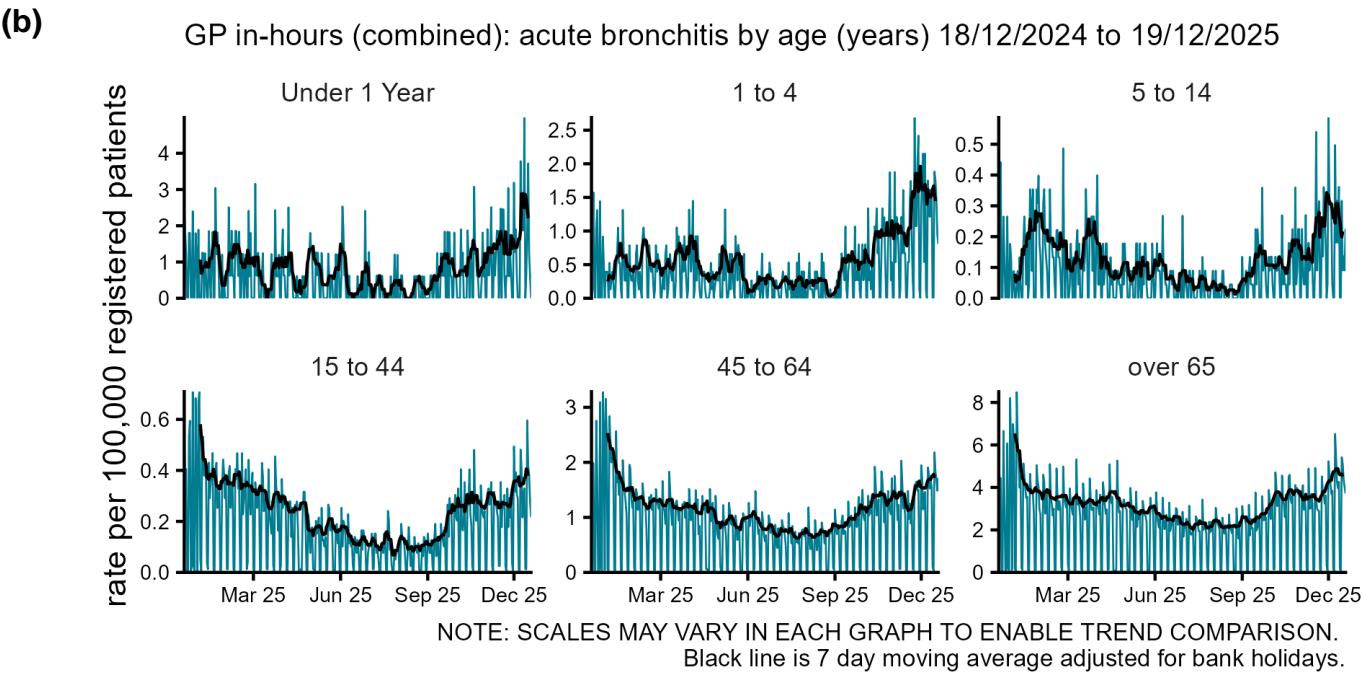 (b)
GP in-hours (combined): acute bronchitis by age (years) 18/12/2024 to 19/12/2025
rate per 100,000 registered patients
Under 1 Year
4
3
2
1
0
1 to 4
2.5
2.0
1.5
1.0
0.5
0.0
5 to 14
0.5
0.4
0.3
0.2
0.1
0.0
15 to 44
0.6
0.4
0.2
0.0
Mar 25 Jun 25 Sep 25 Dec 25
45 to 64
3
2
1
0
Mar 25 Jun 25 Sep 25 Dec 25
over 65
8
6
4
2
0
Mar 25 Jun 25 Sep 25 Dec 25
NOTE: SCALES MAY VARY IN EACH GRAPH TO ENABLE TREND COMPARISON.
Black line is 7 day moving average adjusted for bank holidays.